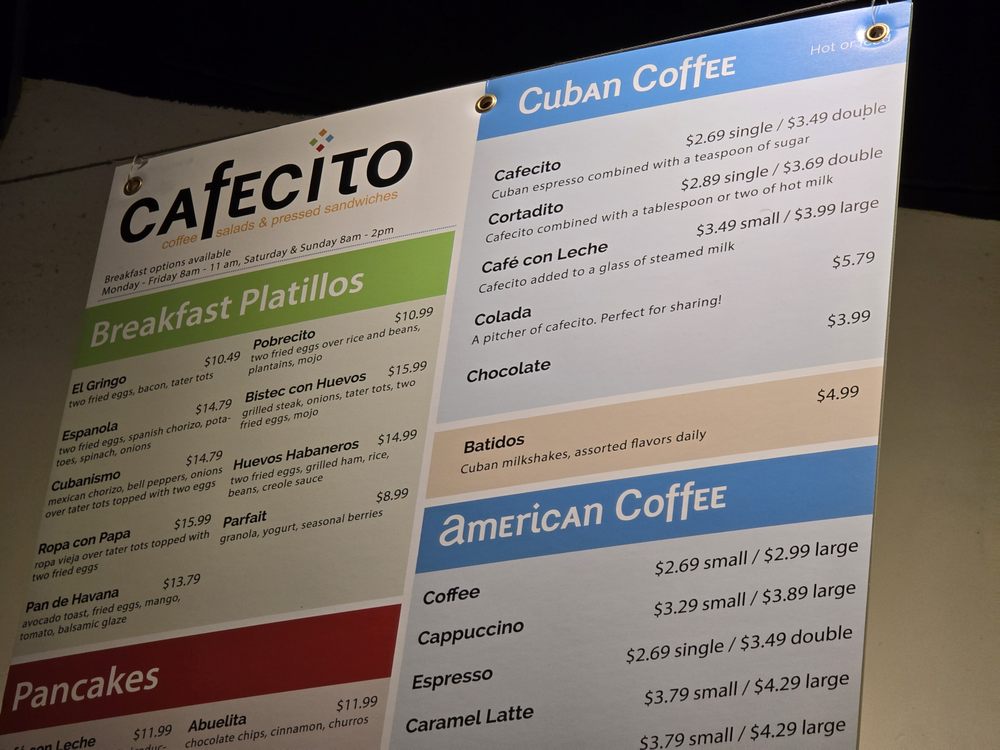 CAFECITO
coffee salads & pressed sandwiches
Breakfast options available
Monday - Friday 8am - 11 am, Saturday & Sunday 8am - 2pm
Breakfast Platillos
$10.49
El Gringo
two fried eggs, bacon, tater tots
$14.79
Espanola
two fried eggs, spanish chorizo, pota-
toes, spinach, onions
$14.79
Cubanismo
mexican chorizo, bell peppers, onions
over tater tots topped with two eggs
$15.99
Ropa con Papa
ropa vieja over tater tots topped with
two fried eggs
$13.79
Pan de Havana
avocado toast, fried eggs, mango,
tomato, balsamic glaze
$10.99
Pobrecito
two fried eggs over rice and beans,
plantains, mojo
$15.99
Bistec con Huevos
grilled steak, onions, tater tots, two
fried eggs, mojo
$14.99
Huevos Habaneros
two fried eggs, grilled ham, rice,
beans, creole sauce
$8.99
Parfait
granola, yogurt, seasonal berries
Pancakes
$11.99
con Leche
$11.99
Abuelita
chocolate chips, cinnamon, churros
Cuban Coffee
Hot or
$2.69 single / $3.49 double
Cafecito
Cuban espresso combined with a teaspoon of sugar
$2.89 single / $3.69 double
Cortadito
Cafecito combined with a tablespoon or two of hot milk
$3.49 small / $3.99 large
Café con Leche
Cafecito added to a glass of steamed milk
$5.79
Colada
A pitcher of cafecito. Perfect for sharing!
$3.99
Chocolate
$4.99
Batidos
Cuban milkshakes, assorted flavors daily
American Coffee
$2.69 small / $2.99 large
Coffee
$3.29 small / $3.89 large
Cappuccino
$2.69 single / $3.49 double
Espresso
$3.79 small / $4.29 large
Caramel Latte
$3.79 small / $4.29 large